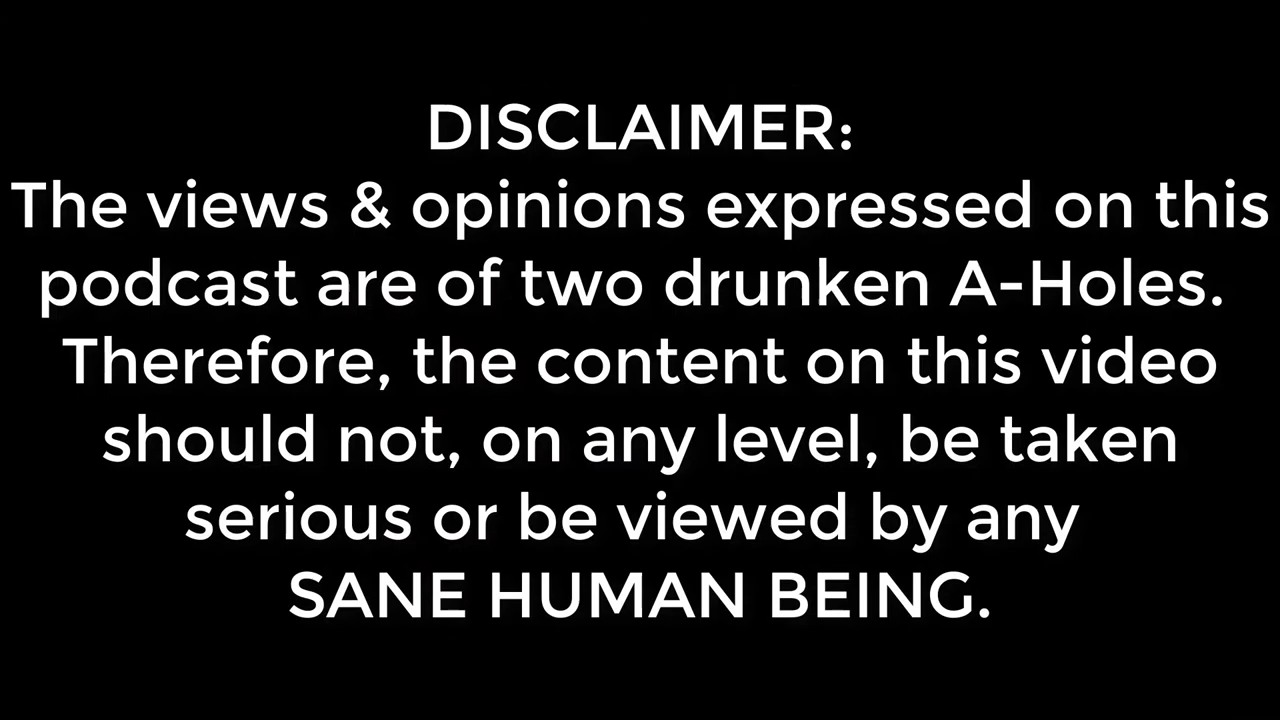 DISCLAIMER:
The views & opinions expressed on this
podcast are of two drunken A-Holes.
Therefore, the content on this video
should not, on any level, be taken
serious or be viewed by any
SANE HUMAN BEING.